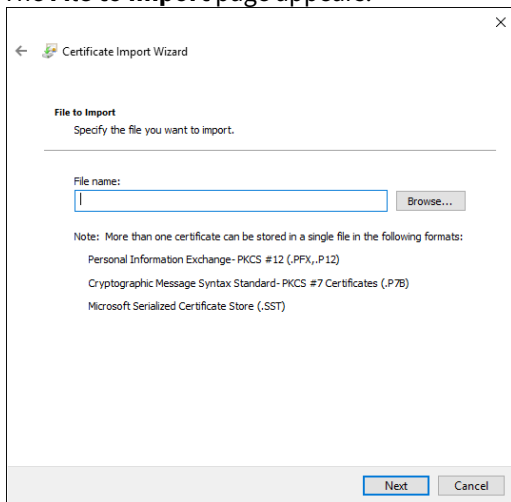 The File to Import page appears.
Certificate Import Wizard
File to Import
Specify the file you want to import.
File name:
Browse...
Note: More than one certificate can be stored in a single file in the following formats:
Personal Information Exchange- PKCS #12 (.PFX,.P12)
Cryptographic Message Syntax Standard- PKCS #7 Certificates (.P7B)
Microsoft Serialized Certificate Store (.SST)
Next Cancel